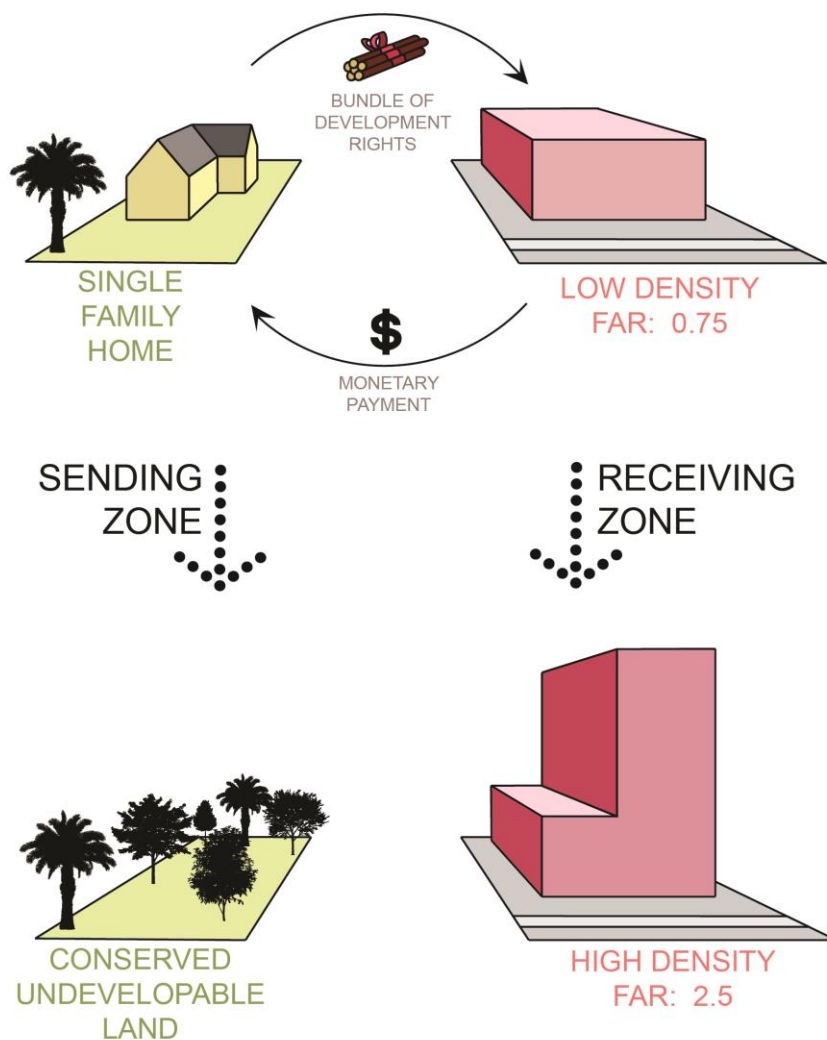 BUNDLE OF
DEVELOPMENT
RIGHTS
SINGLE
FAMILY
HOME
LOW DENSITY
FAR: 0.75
$
MONETARY
PAYMENT
SENDING
ZONE
RECEIVING
ZONE
CONSERVED
UNDEVELOPABLE
LAND
HIGH DENSITY
FAR: 2.5